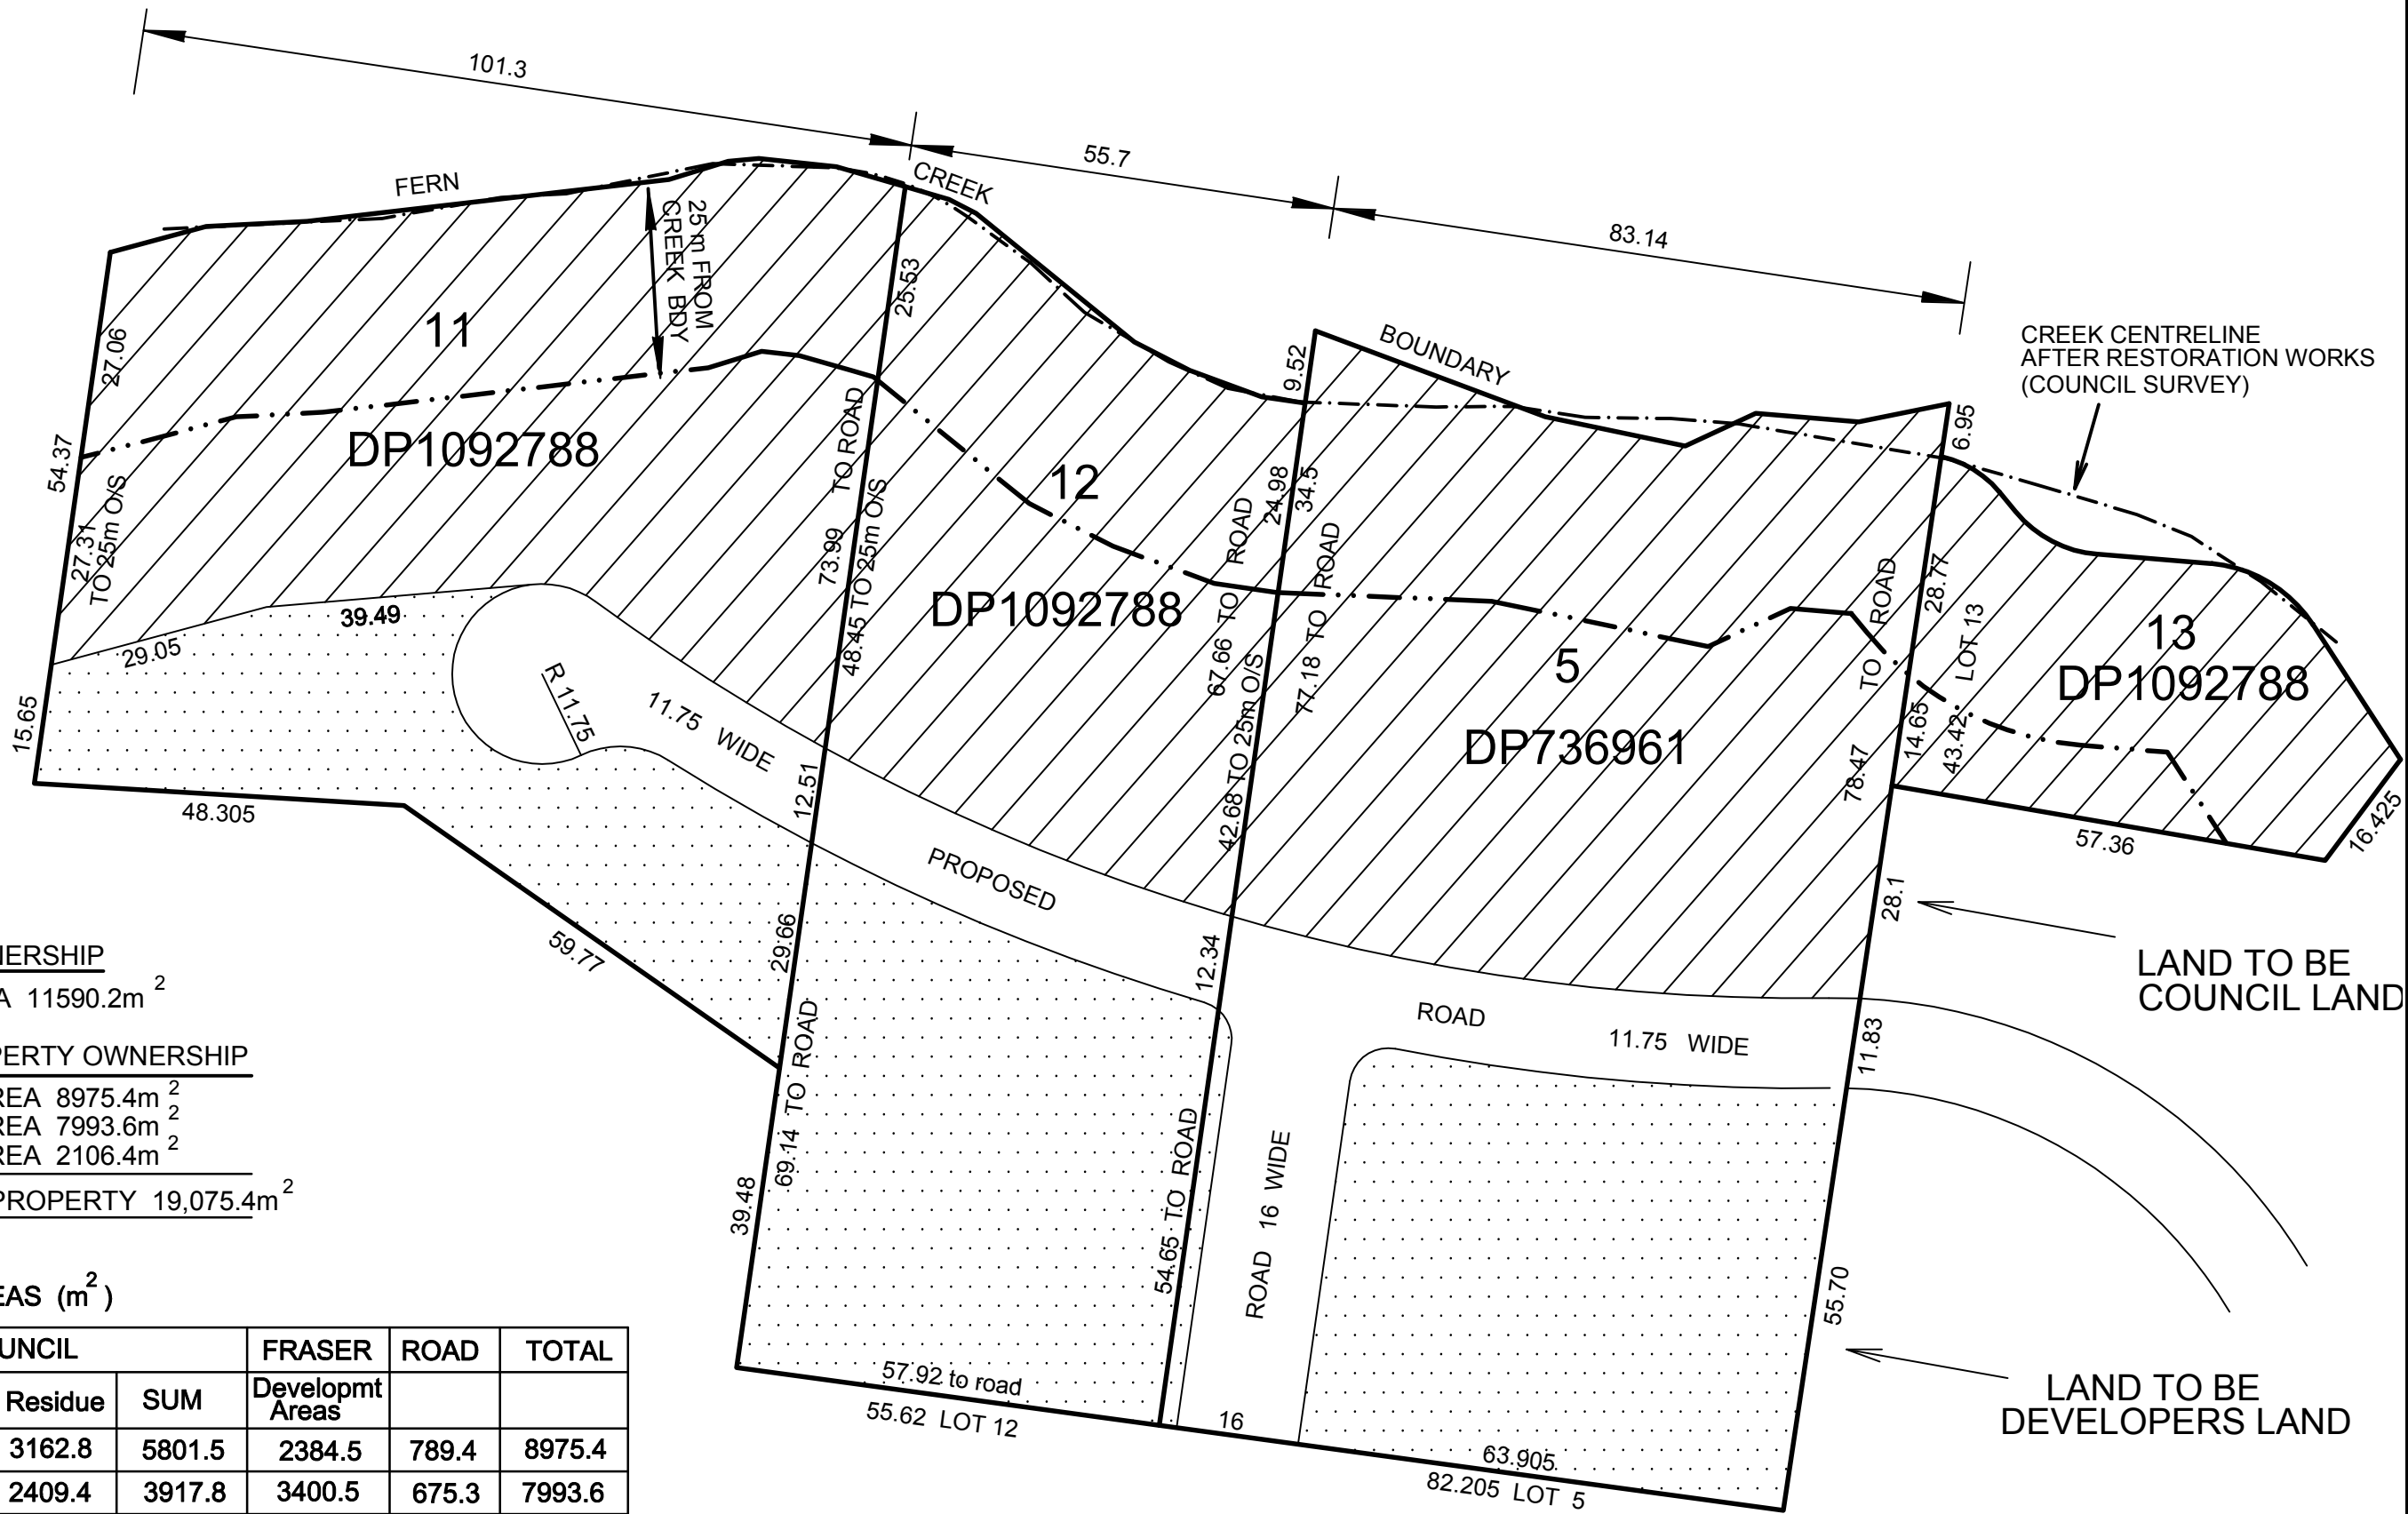 101.3
55.7
83.14
FERN
CREEK
BOUNDARY
25 m FROM
CREEK BDY
CREEK CENTRELINE
AFTER RESTORATION WORKS
(COUNCIL SURVEY)
11
DP1092788
12
DP1092788
5
DP736961
13
DP1092788
27.06
54.37
27.31
TO 25m O/S
15.65
29.05
39.49
48.305
59.77
R 11.75
11.75 WIDE
25.53
73.99 TO ROAD
48.45 TO 25m O/S
12.51
29.66
69.14 TO ROAD
39.48
9.52
24.98
34.5
67.66 TO ROAD
77.18 TO ROAD
42.68 TO 25m O/S
12.34
54.65 TO ROAD
PROPOSED
ROAD
11.75 WIDE
ROAD 16 WIDE
6.95
28.77
14.65
43.42 LOT 13
78.47 TO ROAD
28.1
11.83
55.70
57.36
16.425
57.92 to road
55.62 LOT 12
16
63.905
82.205 LOT 5
LAND TO BE
COUNCIL LAND
LAND TO BE
DEVELOPERS LAND
NERSHIP
A 11590.2m 2
PERTY OWNERSHIP
REA 8975.4m 2
REA 7993.6m 2
REA 2106.4m 2
PROPERTY 19,075.4m 2
EAS (m 2 )
UNCIL FRASER ROAD TOTAL
Residue SUM Developmt Areas
3162.8 5801.5 2384.5 789.4 8975.4
2409.4 3917.8 3400.5 675.3 7993.6